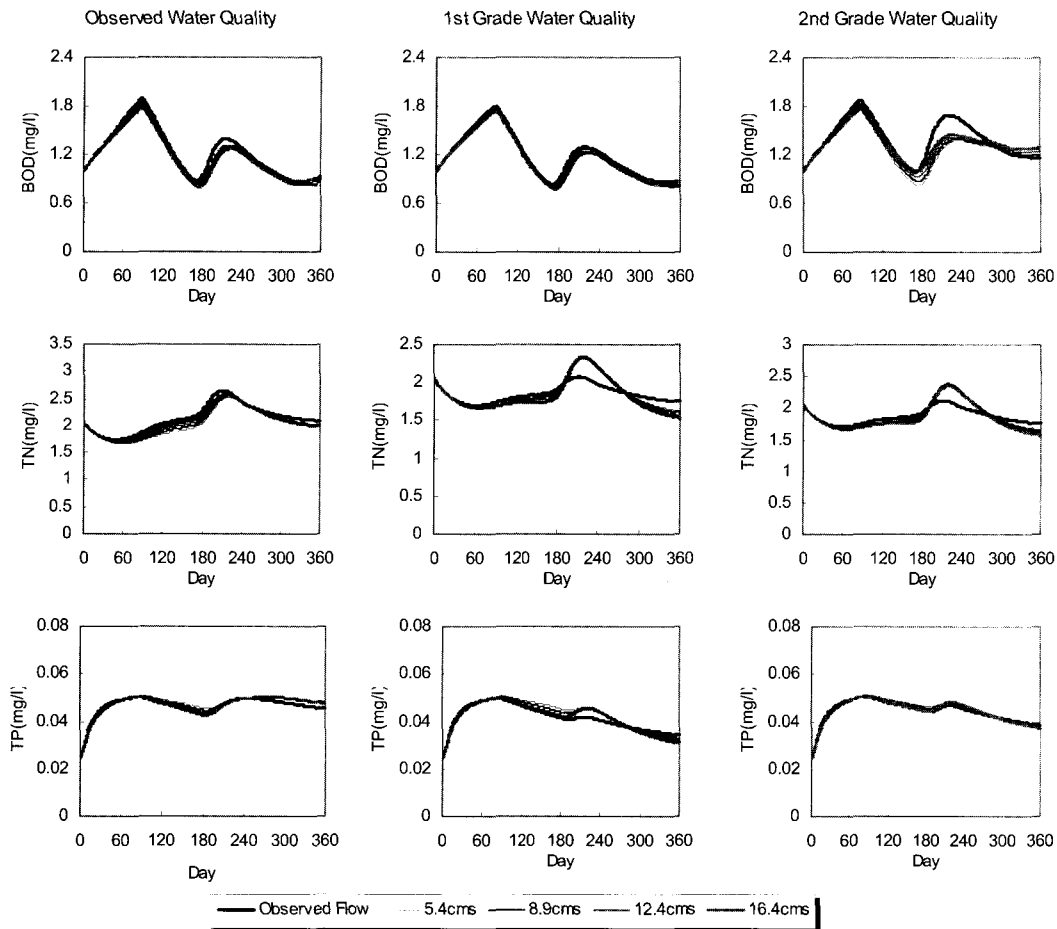 Observed Water Quality
1st Grade Water Quality
2nd Grade Water Quality
BOD(mg/l)
2.4
1.8
1.2
0.6
0
0 60 120 180 240 300 360
Day
BOD(mg/l)
2.4
1.8
1.2
0.6
0
0 60 120 180 240 300 360
Day
BOD(mg/l)
2.4
1.8
1.2
0.6
0
0 60 120 180 240 300 360
Day
TN(mg/l)
3.5
3
2.5
2
1.5
1
0.5
0
0 60 120 180 240 300 360
Day
TN(mg/l)
2.5
2
1.5
1
0.5
0
0 60 120 180 240 300 360
Day
TN(mg/l)
3
2.5
2
1.5
1
0.5
0
0 60 120 180 240 300 360
Day
TP(mg/l)
0.08
0.06
0.04
0.02
0
0 60 120 180 240 300 360
Day
TP(mg/l)
0.08
0.06
0.04
0.02
0
0 60 120 180 240 300 360
Day
TP(mg/l)
0.08
0.06
0.04
0.02
0
0 60 120 180 240 300 360
Day
Observed Flow 5.4cms 8.9cms 12.4cms 16.4cms